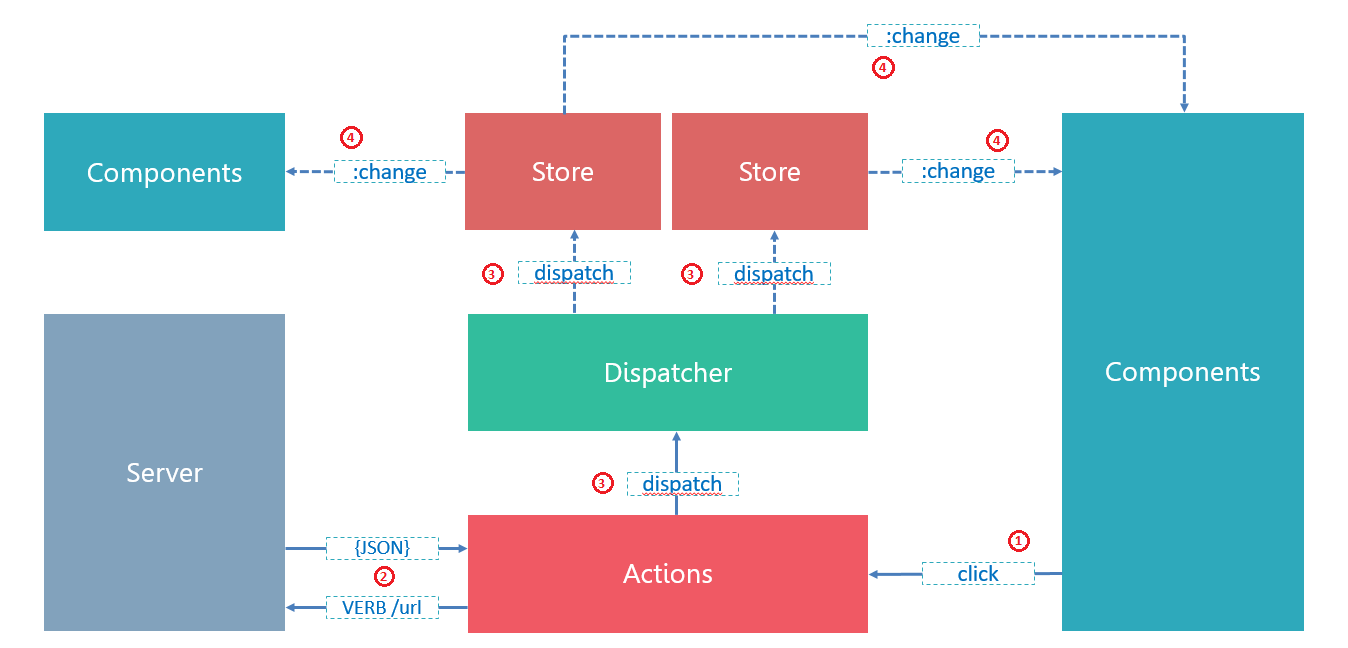 :change
4
4
4
Components
:change
Store
Store
:change
3
dispatch
3
dispatch
Dispatcher
Components
Server
3
dispatch
{JSON}
1
2
Actions
click
VERB /url